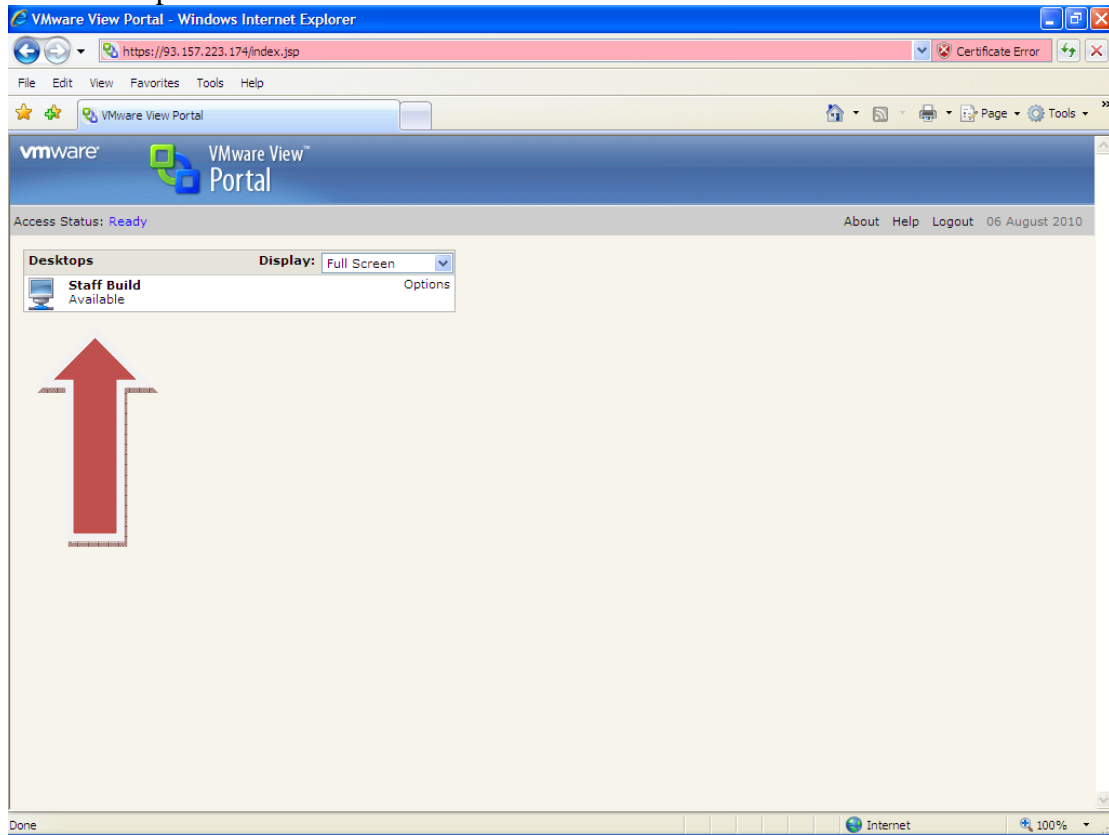 VMware View Portal - Windows Internet Explorer
https://93.157.223.174/index.jsp Certificate Error
File Edit View Favorites Tools Help
VMware View Portal Page Tools »
vmware VMware View™
Portal
Access Status: Ready About Help Logout 06 August 2010
Desktops Display: Full Screen
Staff Build Options
Available
Done Internet 100%